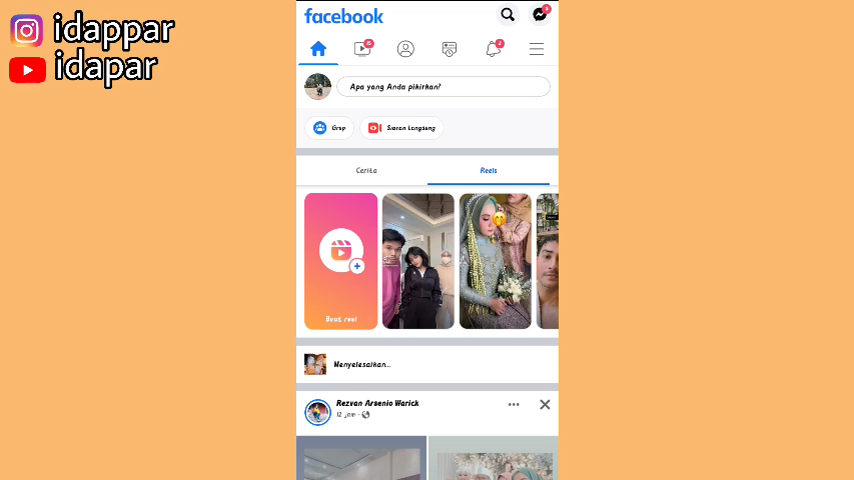 idappar
idapar
facebook
Apa yang Anda pikirkan?
Grup
Siaran Langsung
Cerita
Reels
Buat reel
Menyelesaikan...
Rezvan Arsenio Warick
12 jam